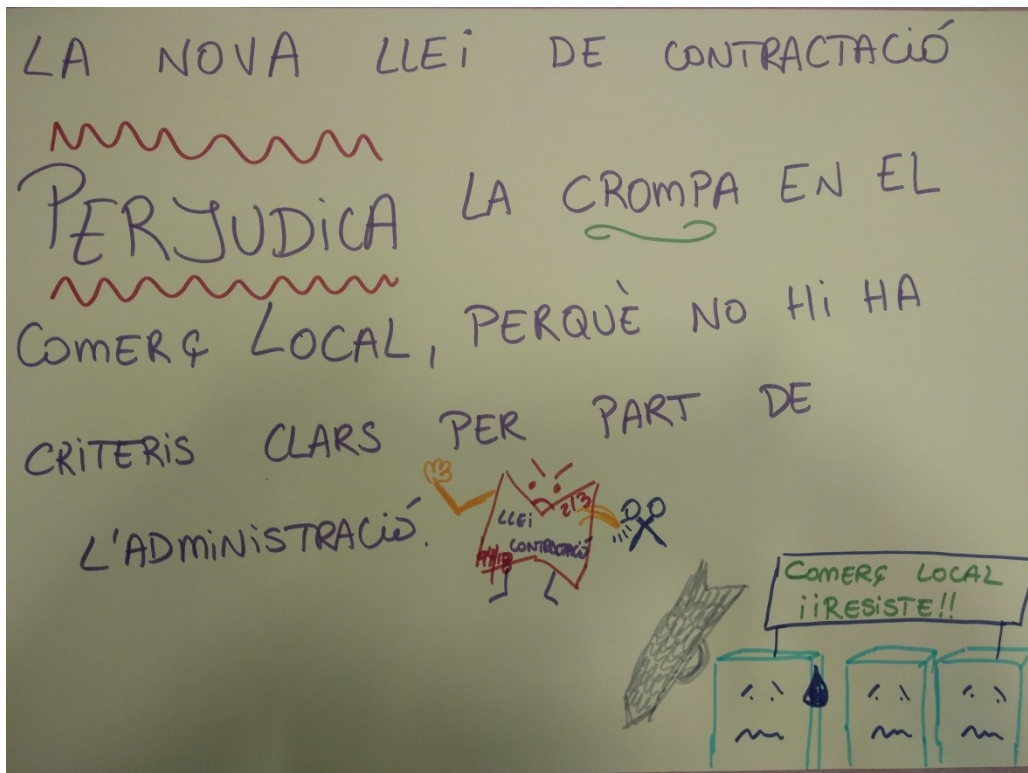 LA NOVA LLEi DE CONTRACTACIÓ
PERJUDICA LA CROMPA EN EL
COMERÇ LOCAL, PERQUÈ NO Hi HA
CRITERIS CLARS PER PART DE
L'ADMINISTRACIÓ.
LLEi
CONTRACTACIÓ
COMERÇ LOCAL
¡¡RESISTE!!